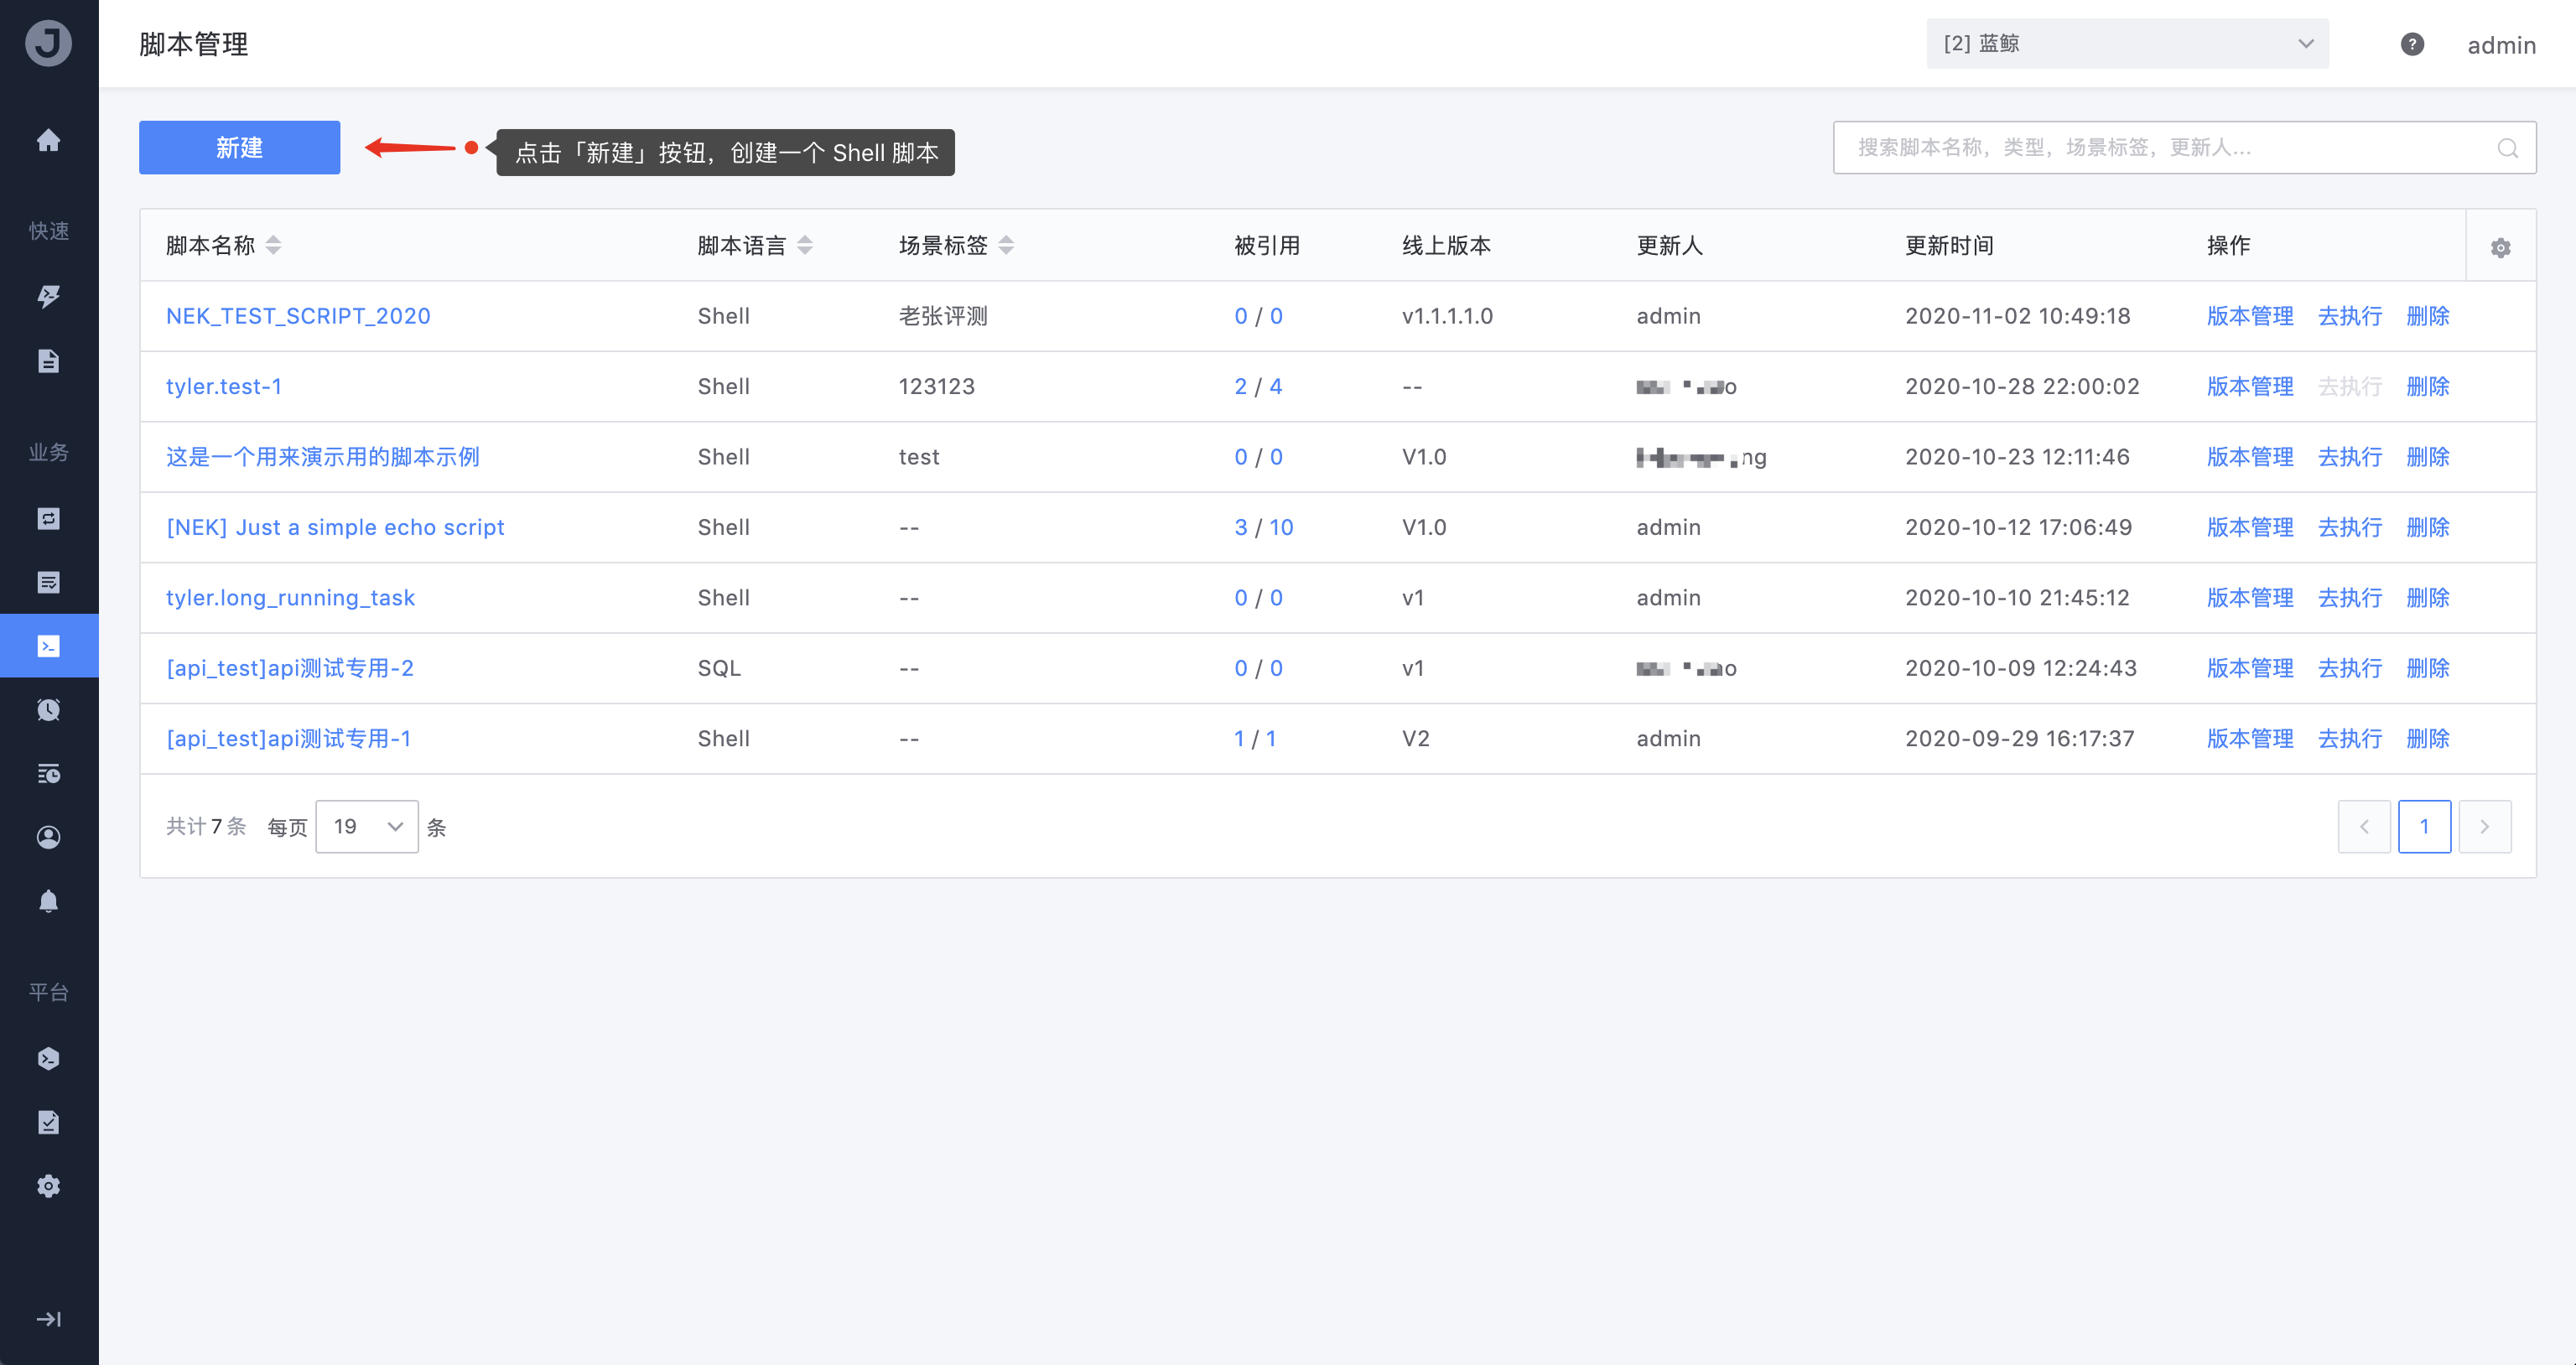 J
脚本管理
[2] 蓝鲸
?
admin
新建
点击「新建」按钮，创建一个 Shell 脚本
搜索脚本名称，类型，场景标签，更新人...
快速
业务
平台
脚本名称 脚本语言 场景标签 被引用 线上版本 更新人 更新时间 操作
NEK_TEST_SCRIPT_2020 Shell 老张评测 0 / 0 v1.1.1.1.0 admin 2020-11-02 10:49:18 版本管理 去执行 删除
tyler.test-1 Shell 123123 2 / 4 -- 2020-10-28 22:00:02 版本管理 去执行 删除
这是一个用来演示用的脚本示例 Shell test 0 / 0 V1.0 2020-10-23 12:11:46 版本管理 去执行 删除
[NEK] Just a simple echo script Shell -- 3 / 10 V1.0 admin 2020-10-12 17:06:49 版本管理 去执行 删除
tyler.long_running_task Shell -- 0 / 0 v1 admin 2020-10-10 21:45:12 版本管理 去执行 删除
[api_test]api测试专用-2 SQL -- 0 / 0 v1 2020-10-09 12:24:43 版本管理 去执行 删除
[api_test]api测试专用-1 Shell -- 1 / 1 V2 admin 2020-09-29 16:17:37 版本管理 去执行 删除
共计 7 条 每页 19 条
1